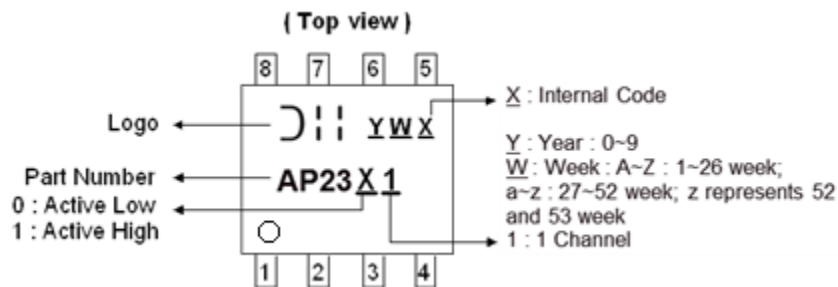 ( Top view )
8 7 6 5
Logo
Y W X
X : Internal Code
Y : Year : 0~9
W : Week : A~Z : 1~26 week;
a~z : 27~52 week; z represents 52
and 53 week
1 : 1 Channel
Part Number
AP23 X 1
0 : Active Low
1 : Active High
1 2 3 4